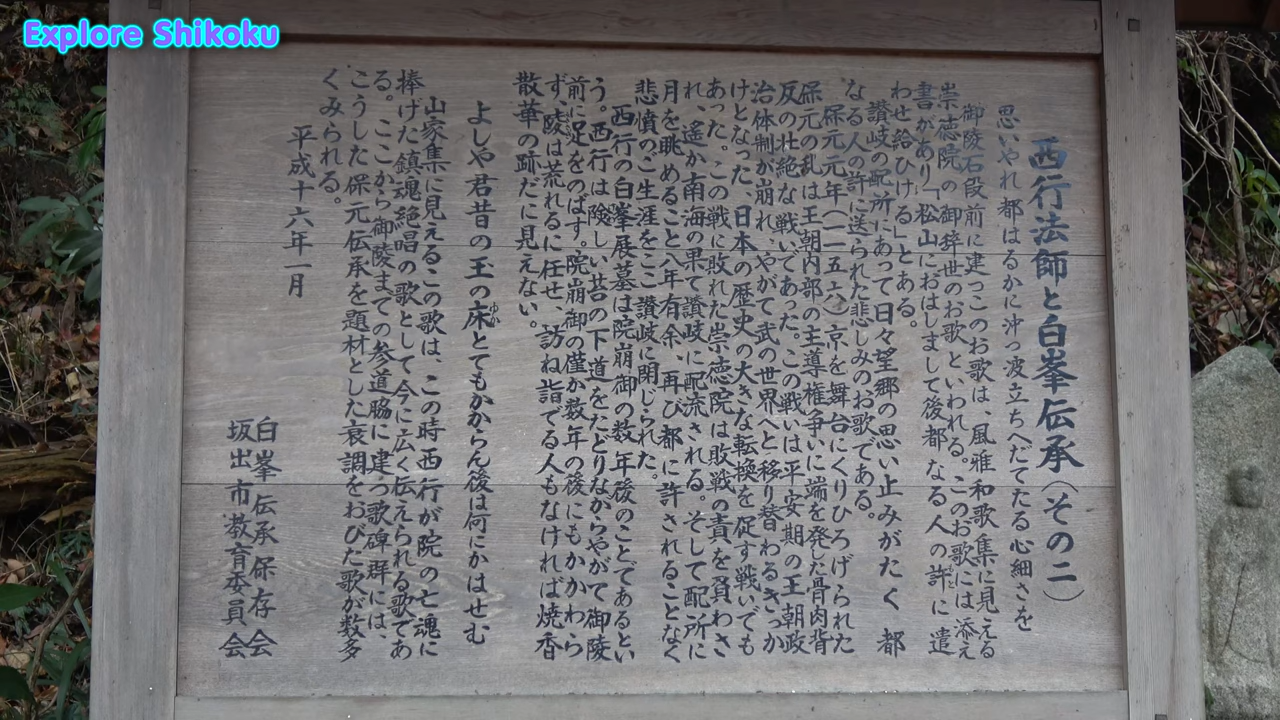 Explore Shikoku
西行法師と白峯伝承(その二)
思いやれ都はるかに沖つ波立ちへだてたる心細さを
御陵石段前に建つこのお歌は、風雅和歌集に見える
崇徳院の御辞世のお歌といわれる。このお歌には添え
書があり「松山におはしまして後都なる人の許に遣
わせ給ひける」とある。
讃岐の配所にあって日々望郷の思い止みがたく 都
なる人の許に送られた悲しみのお歌である。
保元元年(一一五六)京を舞台にくりひろげられた
保元の乱は王朝内部の主導権争いに端を発した骨肉背
反の壮絶な戦いであった。この戦いは平安期の王朝政
治体制が崩れ、やがて武の世界へと移り替わるきっか
けとなった、日本の歴史の大きな転換を促す戦いでも
あった。この戦に敗れた崇徳院は敗戦の責を負わさ
れ、遙か南海の果て讃岐に配流される。そして配所に
月を眺めること八年有余、再び都に許されることなく
悲憤のご生涯をここ讃岐に閉じられた。
西行の白峯展墓は院崩御の数年後のことであるとい
う。西行は険しい苔の下道をたどりながらやがて御陵
前に足をのばす。院崩御の僅か数年の後にもかかわら
ず、陵は荒れるに任せ、訪ね詣でる人もなければ焼香
散華の跡だに見えない。
よしや君昔の玉の床とてもかからん後は何にかはせむ
ゆか
山家集に見えるこの歌は、この時西行が院の七魂に
捧げた鎮魂絶唱の歌として今に広く伝えられる歌であ
る。ここから御陵までの参道脇に建つ歌碑群には、
こうした保元伝承を題材とした哀調をおびた歌が数多
くみられる。
平成十六年一月
白峯伝承保存会
坂出市教育委員会